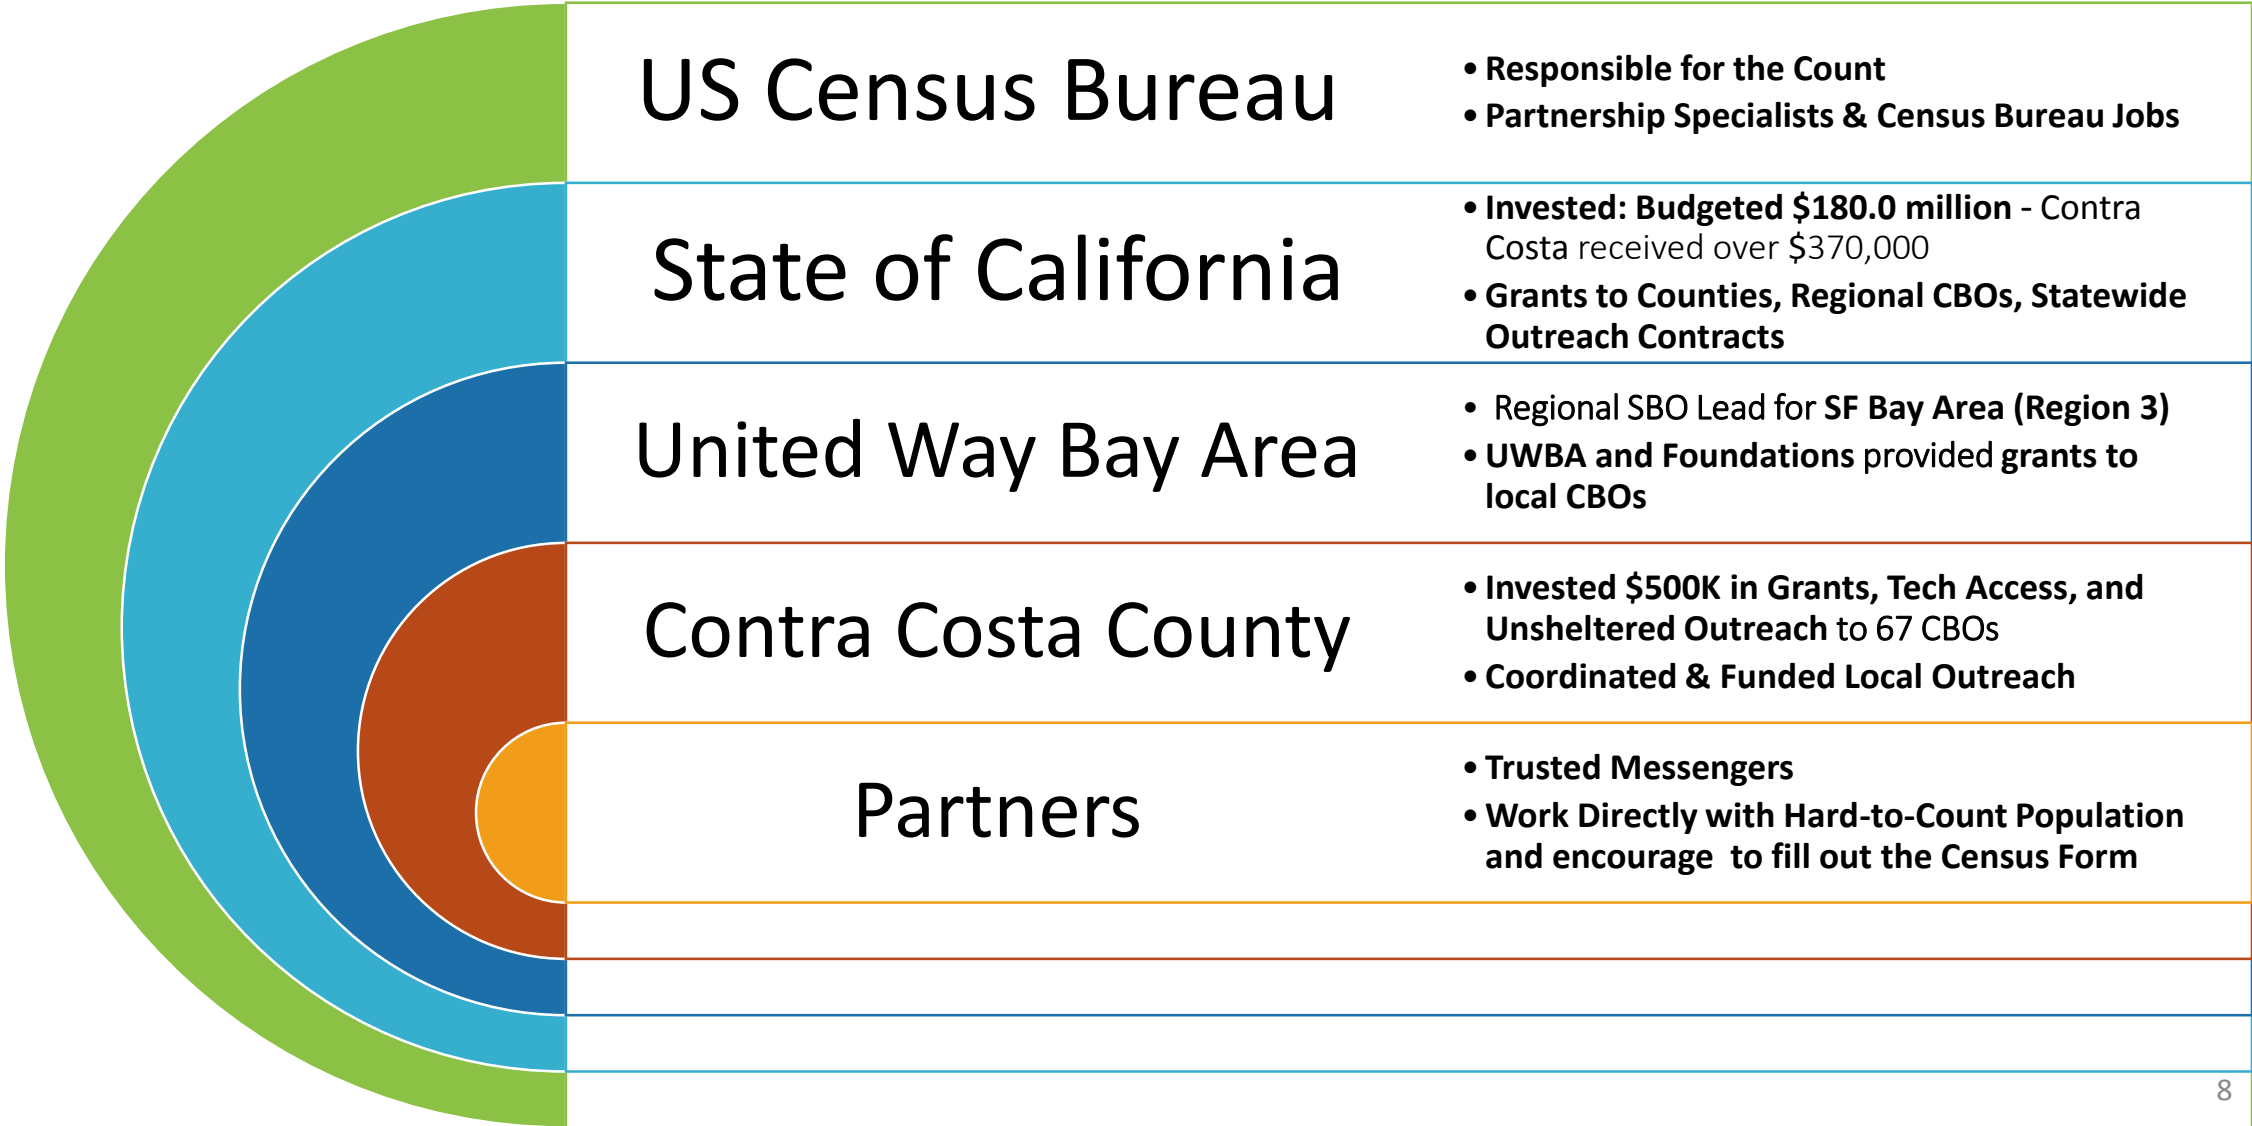 US Census Bureau
• Responsible for the Count
• Partnership Specialists & Census Bureau Jobs
State of California
• Invested: Budgeted $180.0 million - Contra
Costa received over $370,000
• Grants to Counties, Regional CBOs, Statewide
Outreach Contracts
United Way Bay Area
• Regional SBO Lead for SF Bay Area (Region 3)
• UWBA and Foundations provided grants to
local CBOs
Contra Costa County
• Invested $500K in Grants, Tech Access, and
Unsheltered Outreach to 67 CBOs
• Coordinated & Funded Local Outreach
Partners
• Trusted Messengers
• Work Directly with Hard-to-Count Population
and encourage  to fill out the Census Form
8